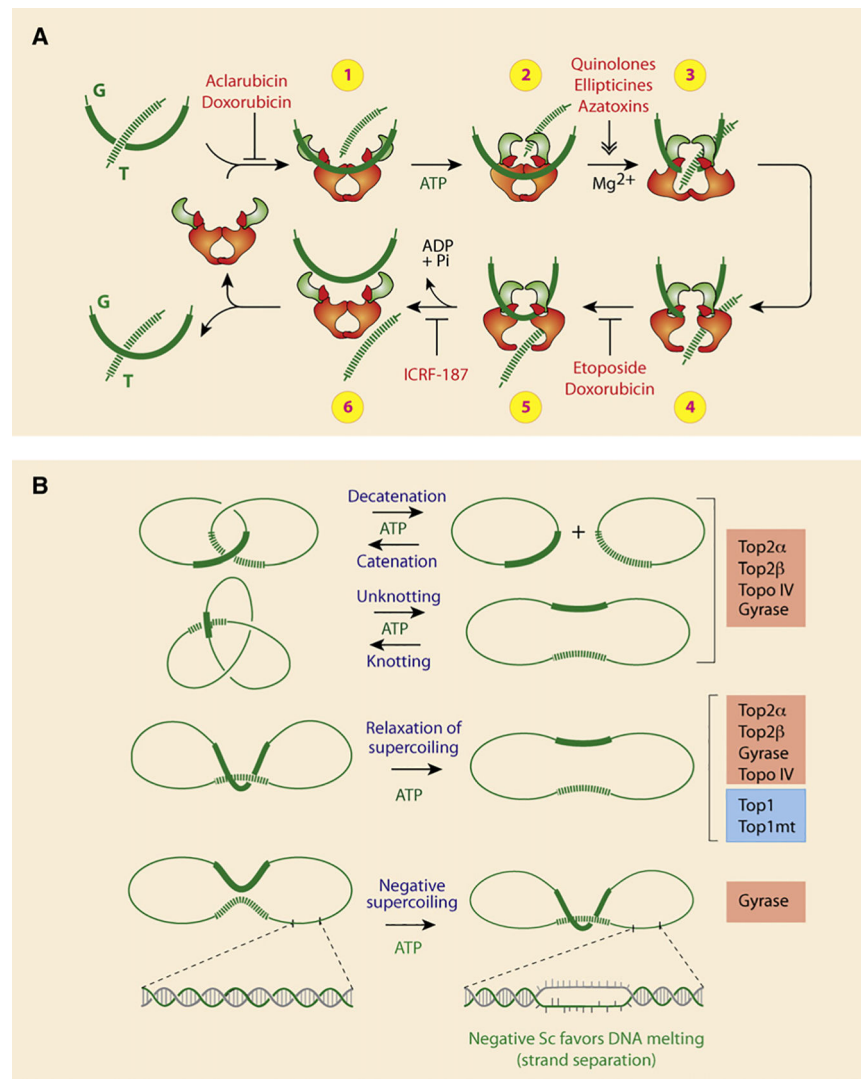 A
G
T
Aclarubicin
Doxorubicin
1
2
Quinolones
Ellipticines
Azatoxins
3
ATP
Mg2+
G
T
ADP
+ Pi
ICRF-187
Etoposide
Doxorubicin
6
5
4
B
Decatenation
ATP
Catenation
+
Unknotting
ATP
Knotting
Top2α
Top2β
Topo IV
Gyrase
Relaxation of
supercoiling
ATP
Top2α
Top2β
Gyrase
Topo IV
Top1
Top1mt
Negative
supercoiling
ATP
Gyrase
Negative Sc favors DNA melting
(strand separation)